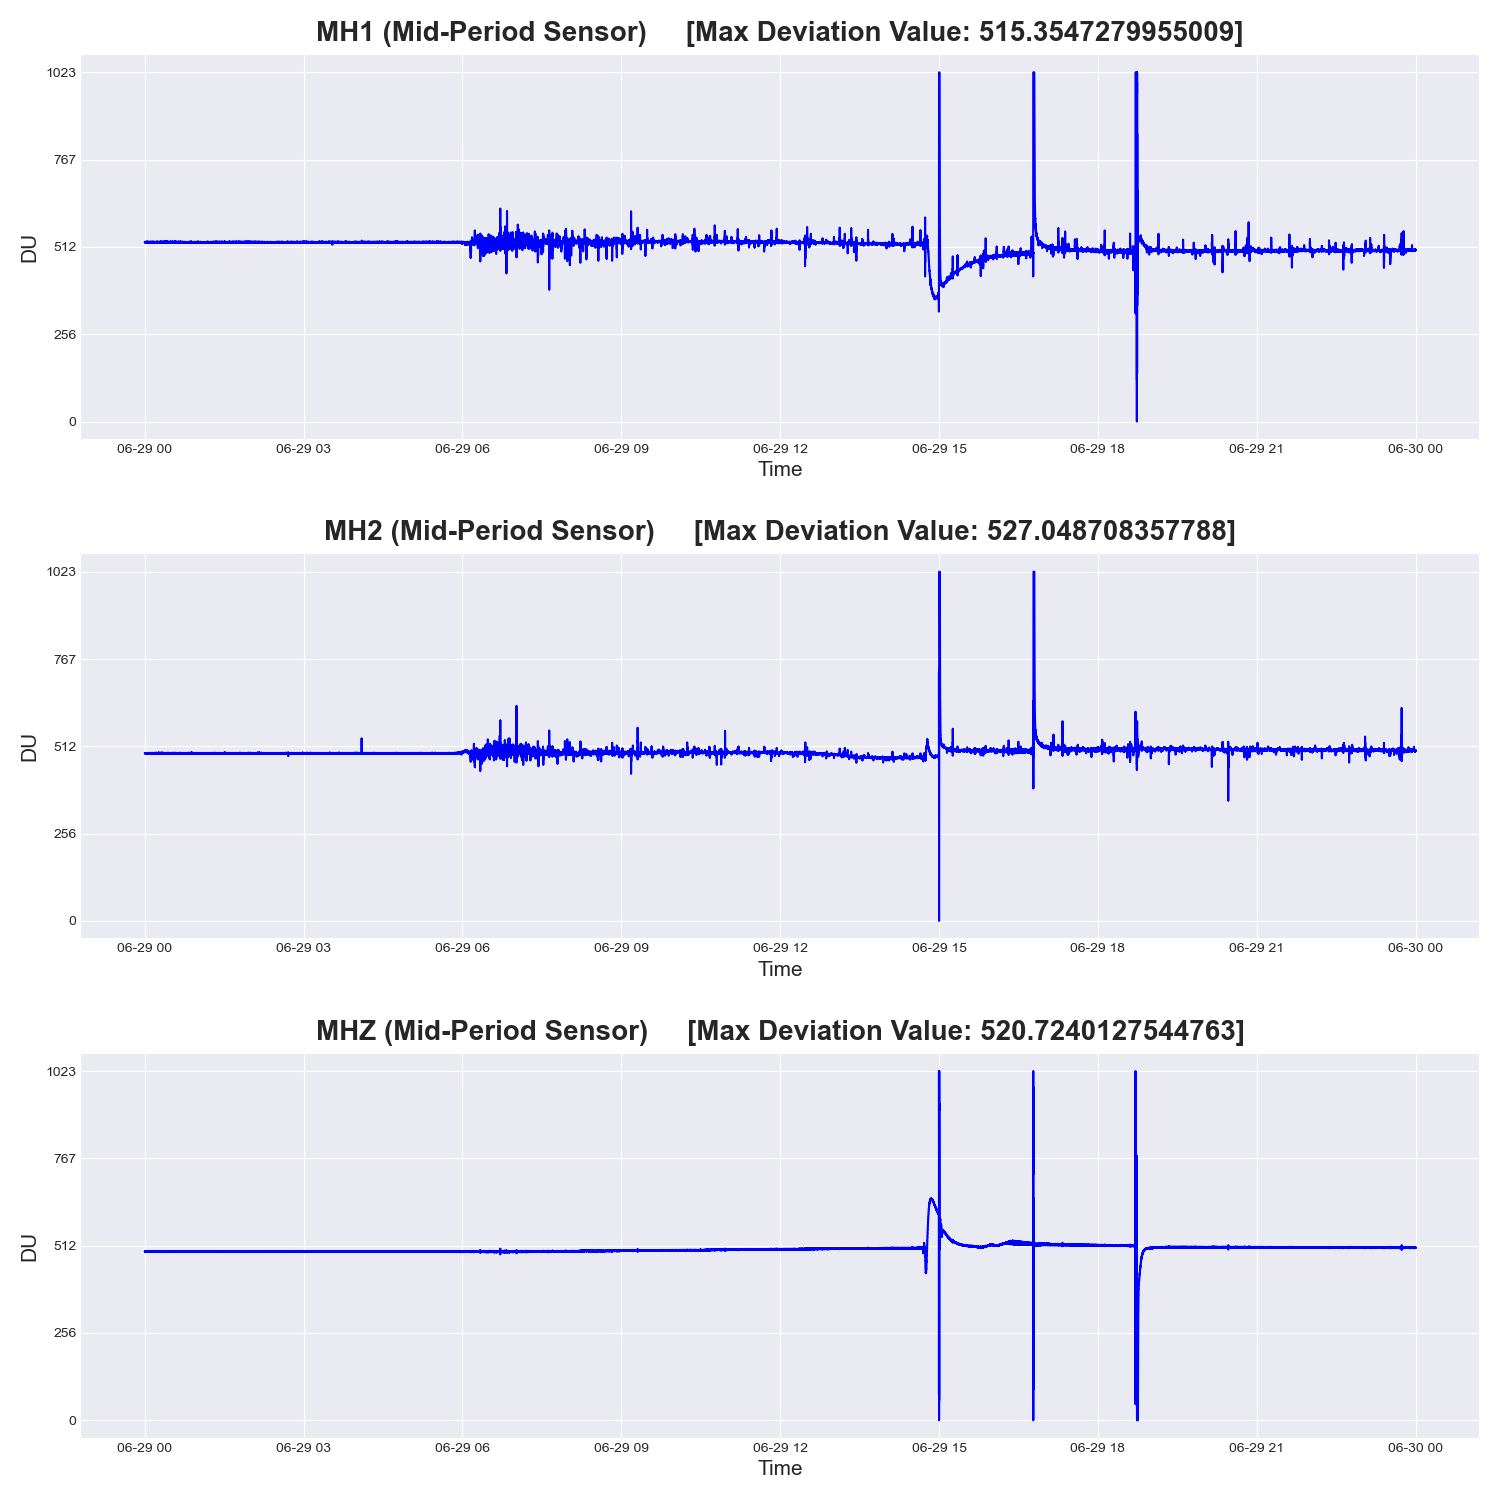 MH1 (Mid-Period Sensor) [Max Deviation Value: 515.3547279955009]
1023
767
512
256
0
DU
06-29 00 06-29 03 06-29 06 06-29 09 06-29 12 06-29 15 06-29 18 06-29 21 06-30 00
Time
MH2 (Mid-Period Sensor) [Max Deviation Value: 527.048708357788]
1023
767
512
256
0
DU
06-29 00 06-29 03 06-29 06 06-29 09 06-29 12 06-29 15 06-29 18 06-29 21 06-30 00
Time
MHZ (Mid-Period Sensor) [Max Deviation Value: 520.7240127544763]
1023
767
512
256
0
DU
06-29 00 06-29 03 06-29 06 06-29 09 06-29 12 06-29 15 06-29 18 06-29 21 06-30 00
Time